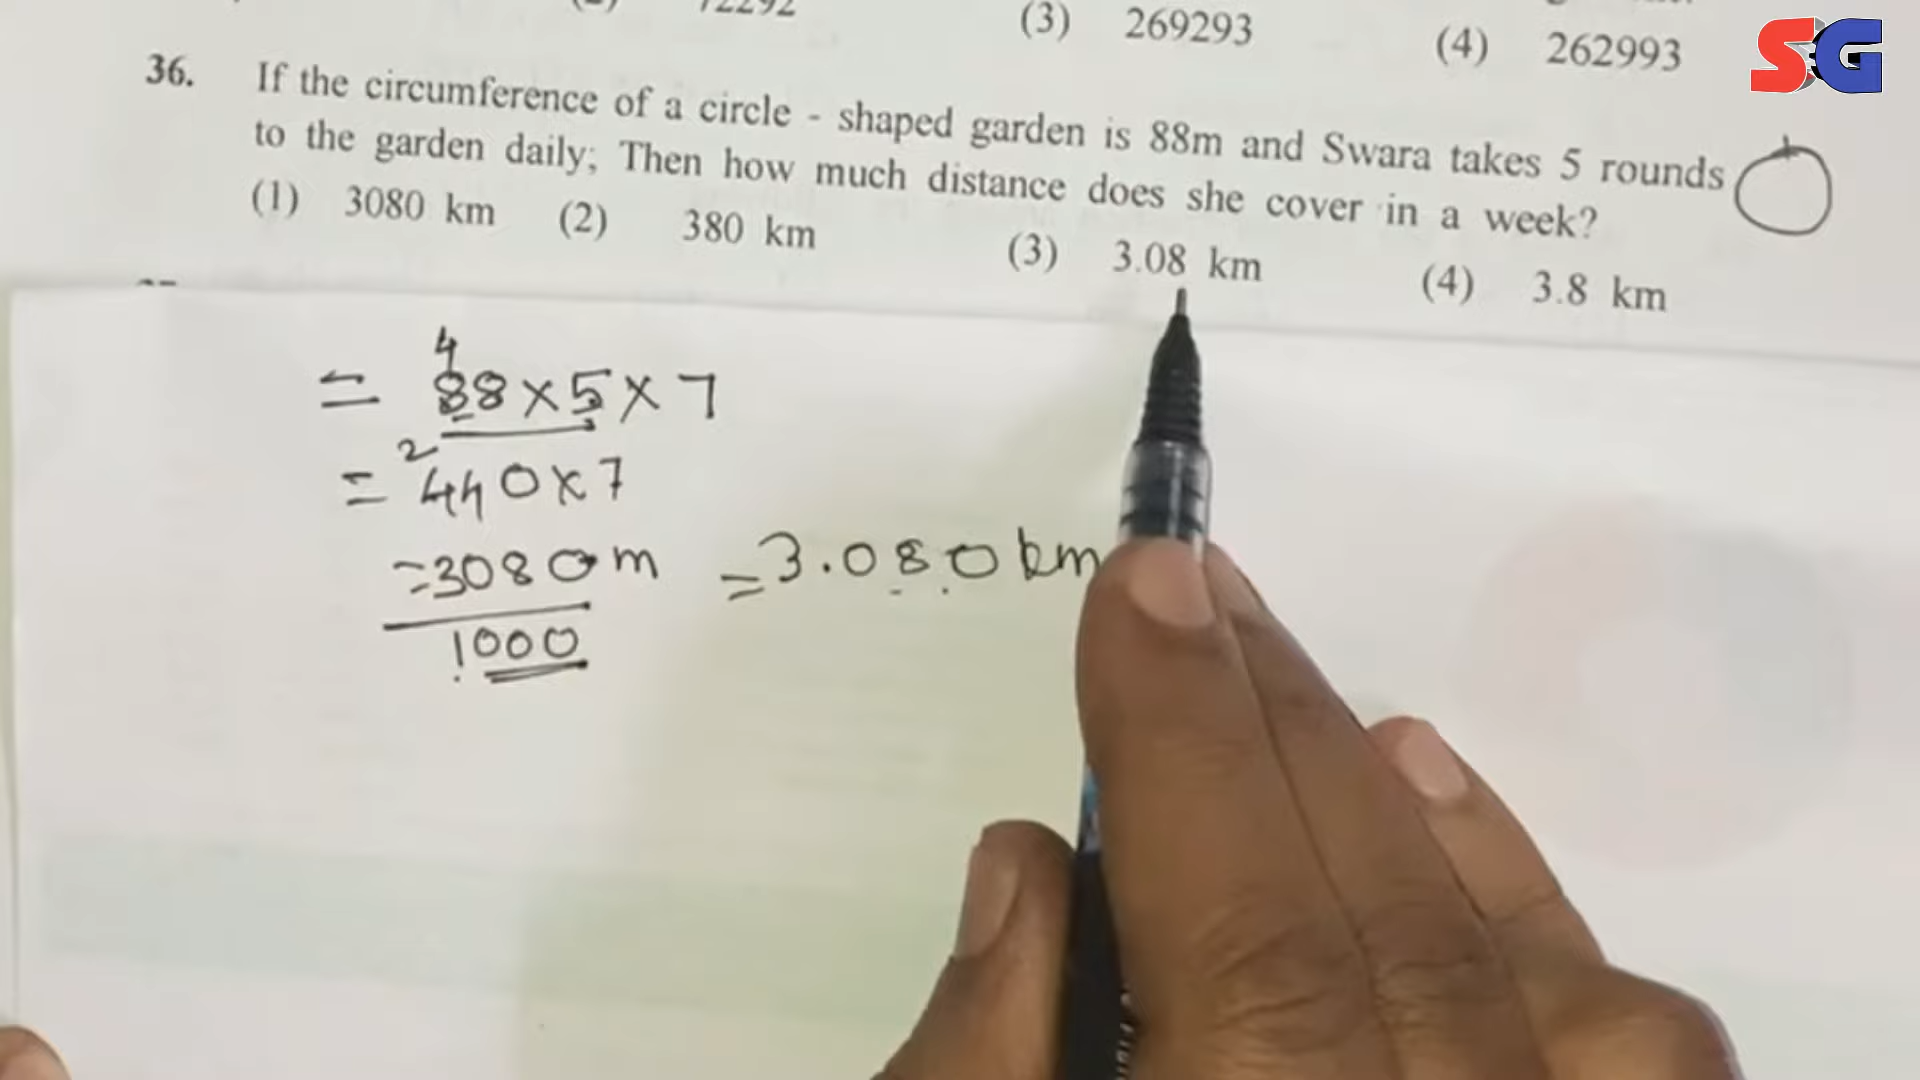 72292 (3) 269293 (4) 262993
SG
36. If the circumference of a circle - shaped garden is 88m and Swara takes 5 rounds
to the garden daily; Then how much distance does she cover in a week?
(1) 3080 km (2) 380 km (3) 3.08 km (4) 3.8 km
4
= 88 x 5 x 7
2
= 440 x 7
= 3080 m = 3.080 km
1000